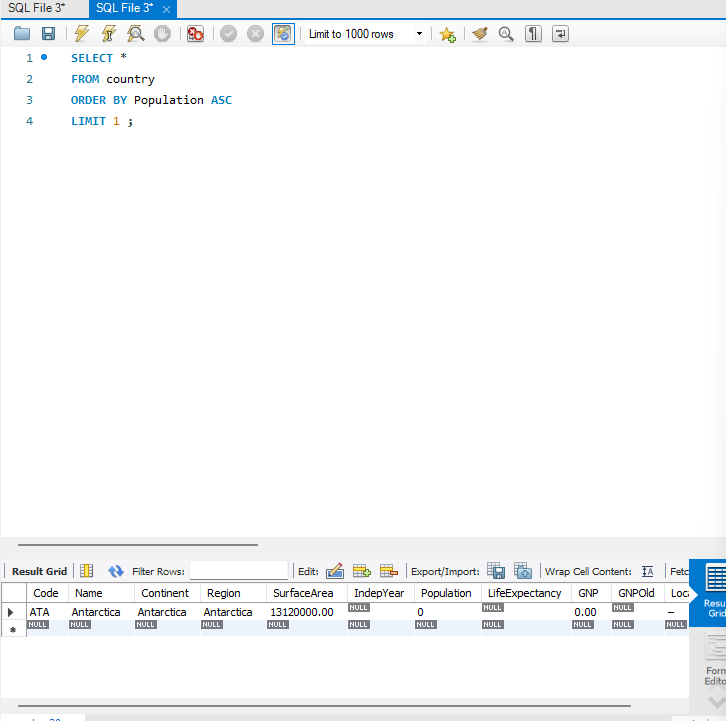 SQL File 3* SQL File 3*
Limit to 1000 rows
1 SELECT *
2 FROM country
3 ORDER BY Population ASC
4 LIMIT 1 ;
Result Grid Filter Rows: Edit: Export/Import: Wrap Cell Content: Fetc
Code Name Continent Region SurfaceArea IndepYear Population LifeExpectancy GNP GNPOld Loca
ATA Antarctica Antarctica Antarctica 13120000.00 NULL 0 NULL 0.00 NULL –
NULL NULL NULL NULL NULL NULL NULL NULL NULL NULL NULL
Resu
Grid
Form
Edito